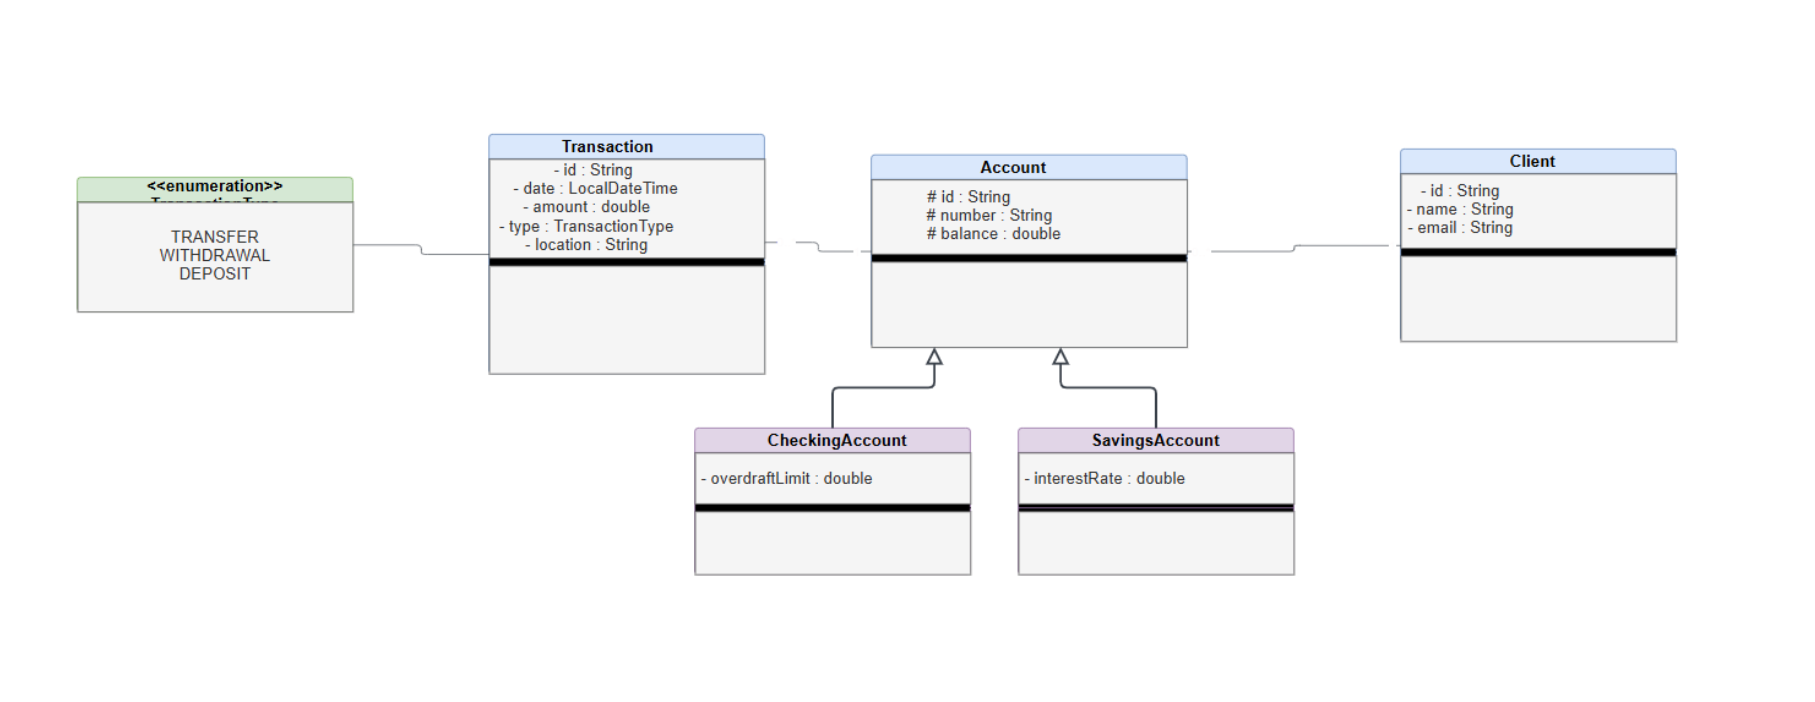 <<enumeration>>
TransactionType
TRANSFER
WITHDRAWAL
DEPOSIT
Transaction
- id : String
- date : LocalDateTime
- amount : double
- type : TransactionType
- location : String
Account
# id : String
# number : String
# balance : double
Client
- id : String
- name : String
- email : String
CheckingAccount
- overdraftLimit : double
SavingsAccount
- interestRate : double